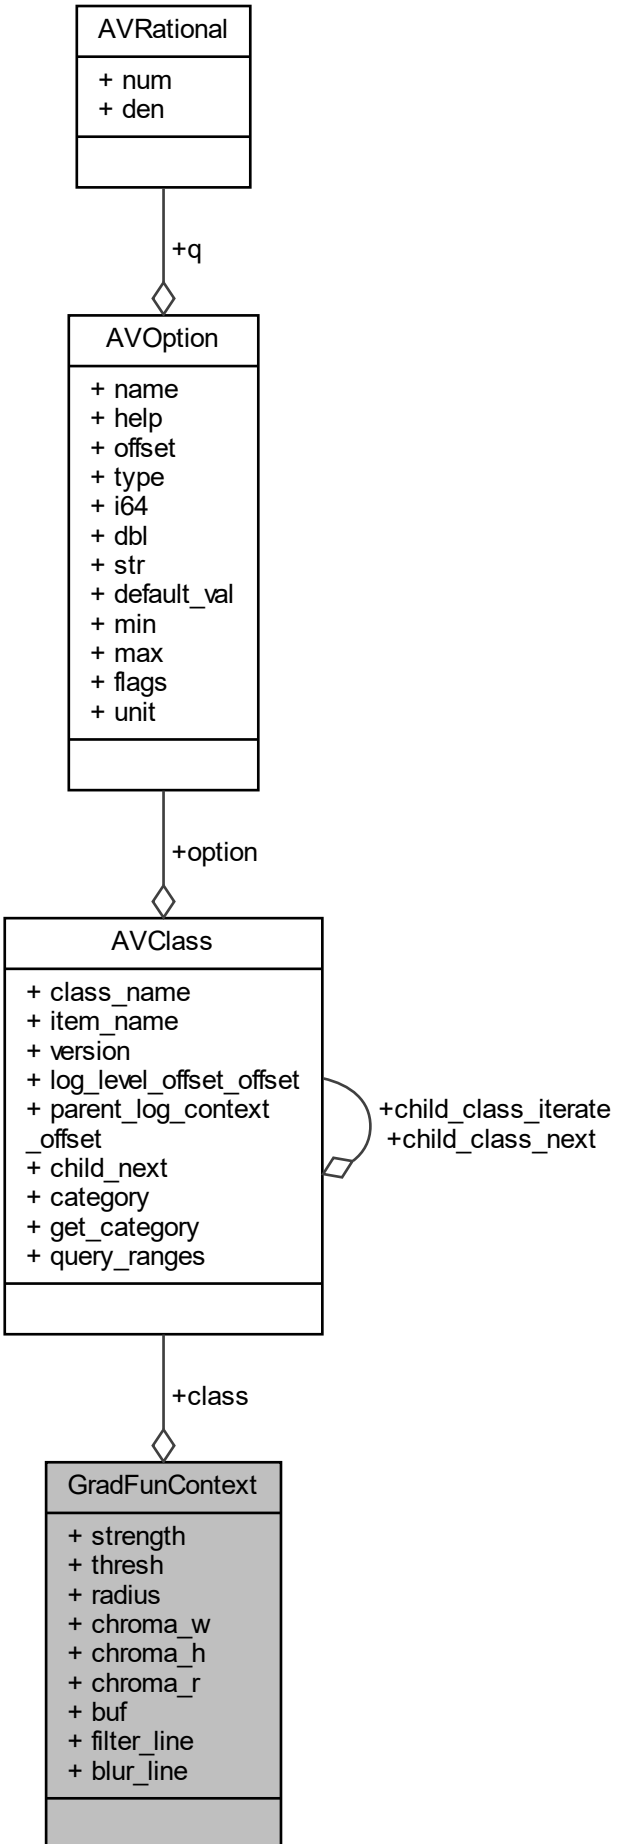 AVRational
+ num
+ den
+q
AVOption
+ name
+ help
+ offset
+ type
+ i64
+ dbl
+ str
+ default_val
+ min
+ max
+ flags
+ unit
+option
AVClass
+ class_name
+ item_name
+ version
+ log_level_offset_offset
+ parent_log_context
_offset
+ child_next
+ category
+ get_category
+ query_ranges
+child_class_iterate
+child_class_next
+class
GradFunContext
+ strength
+ thresh
+ radius
+ chroma_w
+ chroma_h
+ chroma_r
+ buf
+ filter_line
+ blur_line